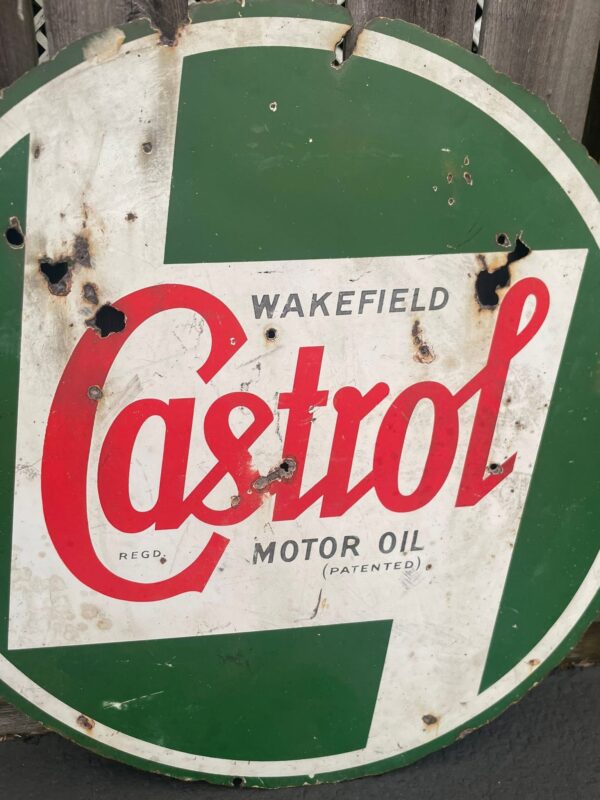 WAKEFIELD
Castrol
REGD.
MOTOR OIL
(PATENTED)